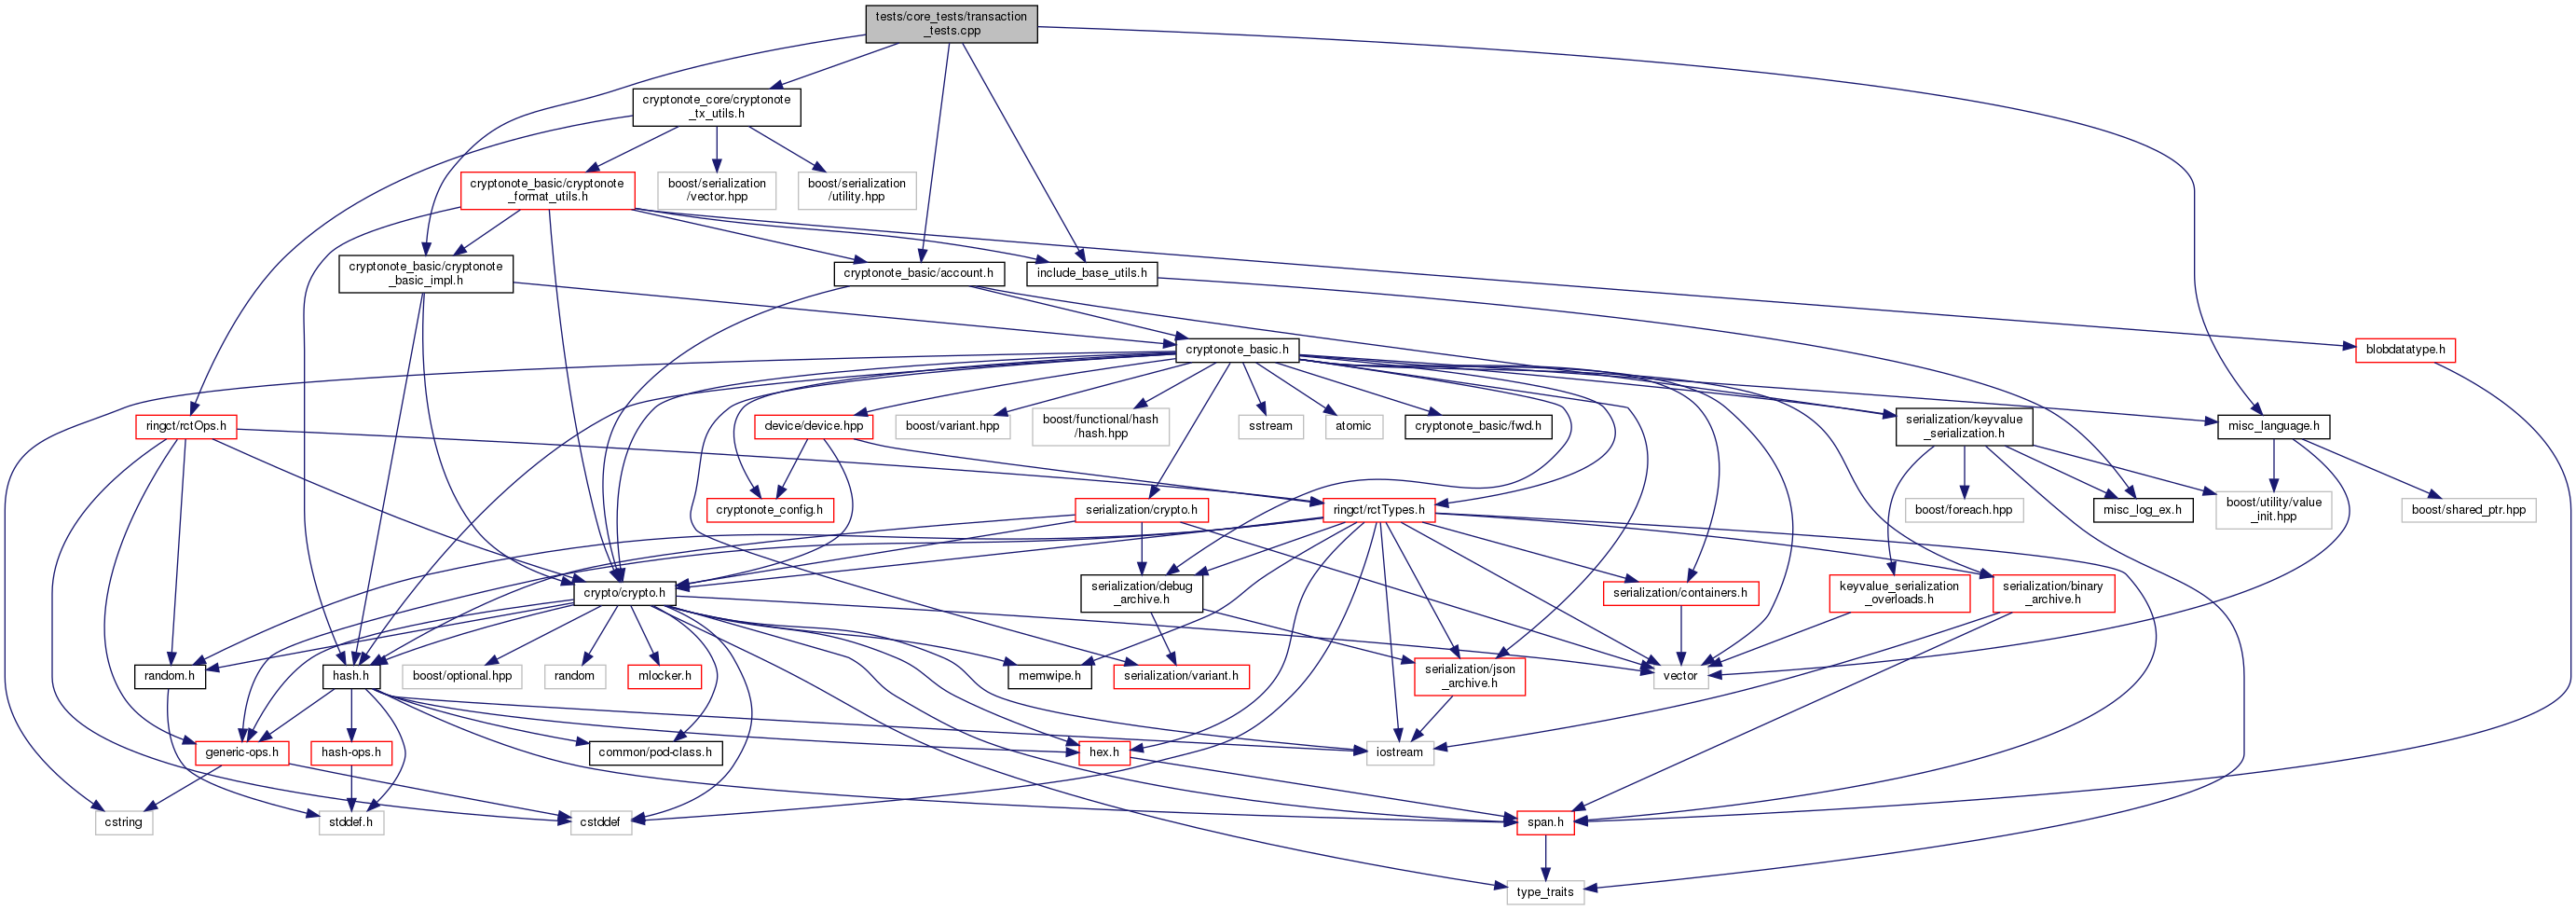 tests/core_tests/transaction
_tests.cpp
cryptonote_core/cryptonote
_tx_utils.h
cryptonote_basic/cryptonote
_format_utils.h
boost/serialization
/vector.hpp
boost/serialization
/utility.hpp
cryptonote_basic/cryptonote
_basic_impl.h
cryptonote_basic/account.h
include_base_utils.h
cryptonote_basic.h
blobdatatype.h
ringct/rctOps.h
device/device.hpp
boost/variant.hpp
boost/functional/hash
/hash.hpp
sstream
atomic
cryptonote_basic/fwd.h
serialization/keyvalue
_serialization.h
misc_language.h
cryptonote_config.h
serialization/crypto.h
ringct/rctTypes.h
boost/foreach.hpp
misc_log_ex.h
boost/utility/value
_init.hpp
boost/shared_ptr.hpp
crypto/crypto.h
serialization/debug
_archive.h
serialization/containers.h
keyvalue_serialization
_overloads.h
serialization/binary
_archive.h
random.h
hash.h
boost/optional.hpp
random
mlocker.h
memwipe.h
serialization/variant.h
serialization/json
_archive.h
vector
generic-ops.h
hash-ops.h
common/pod-class.h
hex.h
iostream
cstring
stddef.h
cstddef
span.h
type_traits